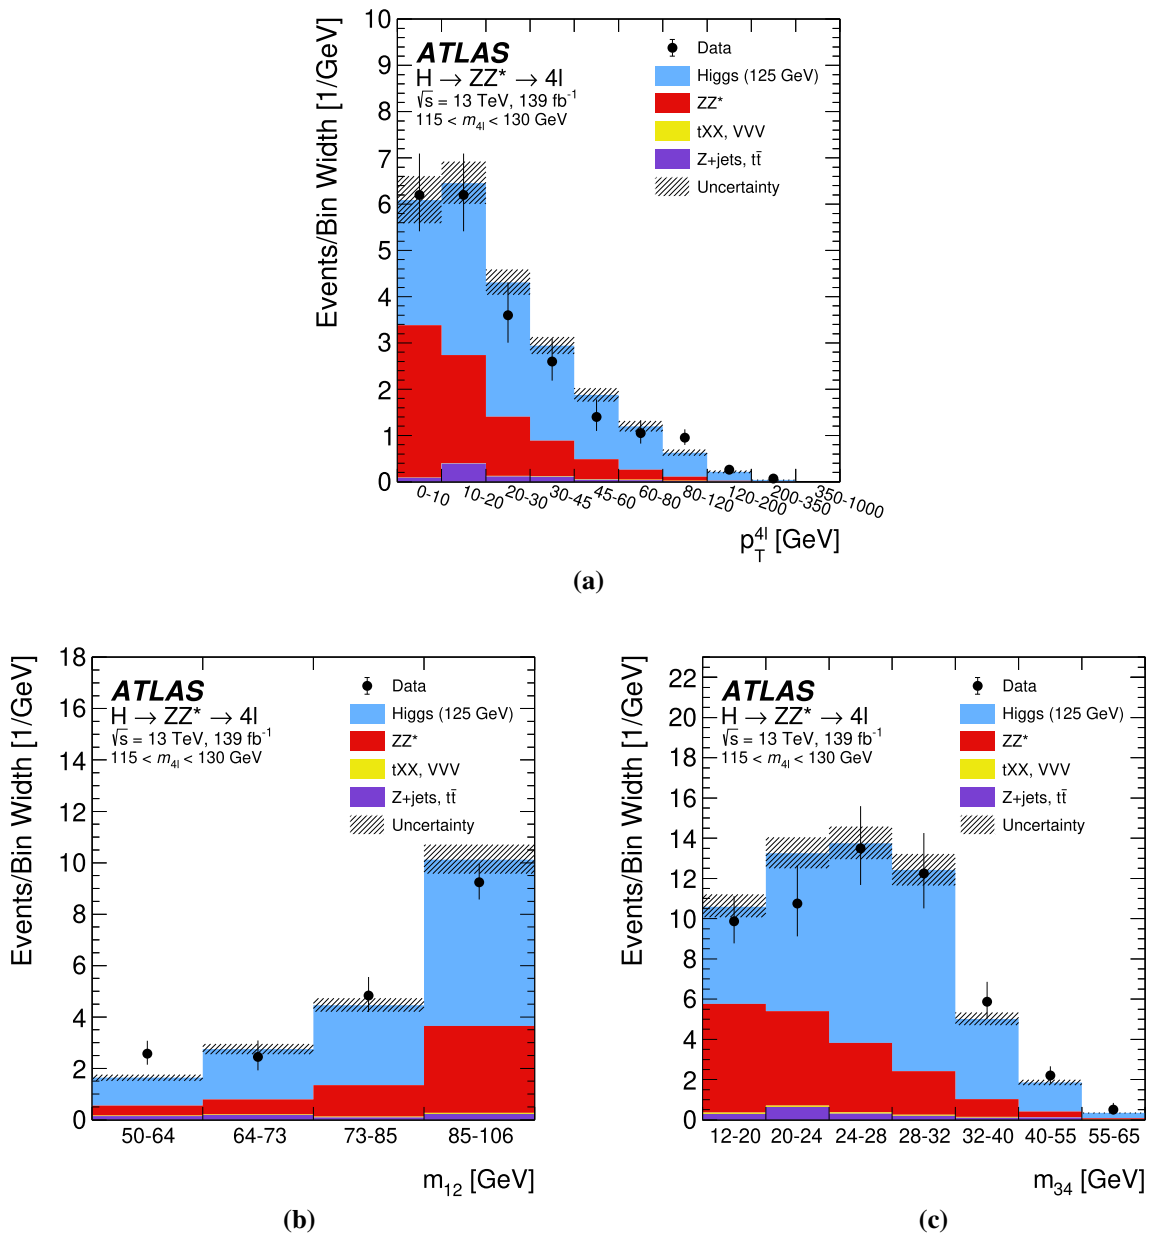 10
9
8
7
6
5
4
3
2
1
0
Events/Bin Width [1/GeV]
ATLAS
H → ZZ* → 4l
√s = 13 TeV, 139 fb⁻¹
115 < m₄ₗ < 130 GeV
Data
Higgs (125 GeV)
ZZ*
tXX, VVV
Z+jets, tt̄
Uncertainty
0-10 10-20 20-30 30-45 45-60 60-80 80-120 120-200 200-350 350-1000
p_T^4l [GeV]
(a)
18
16
14
12
10
8
6
4
2
0
Events/Bin Width [1/GeV]
ATLAS
H → ZZ* → 4l
√s = 13 TeV, 139 fb⁻¹
115 < m₄ₗ < 130 GeV
Data
Higgs (125 GeV)
ZZ*
tXX, VVV
Z+jets, tt̄
Uncertainty
50-64 64-73 73-85 85-106
m₁₂ [GeV]
(b)
22
20
18
16
14
12
10
8
6
4
2
0
Events/Bin Width [1/GeV]
ATLAS
H → ZZ* → 4l
√s = 13 TeV, 139 fb⁻¹
115 < m₄ₗ < 130 GeV
Data
Higgs (125 GeV)
ZZ*
tXX, VVV
Z+jets, tt̄
Uncertainty
12-20 20-24 24-28 28-32 32-40 40-55 55-65
m₃₄ [GeV]
(c)